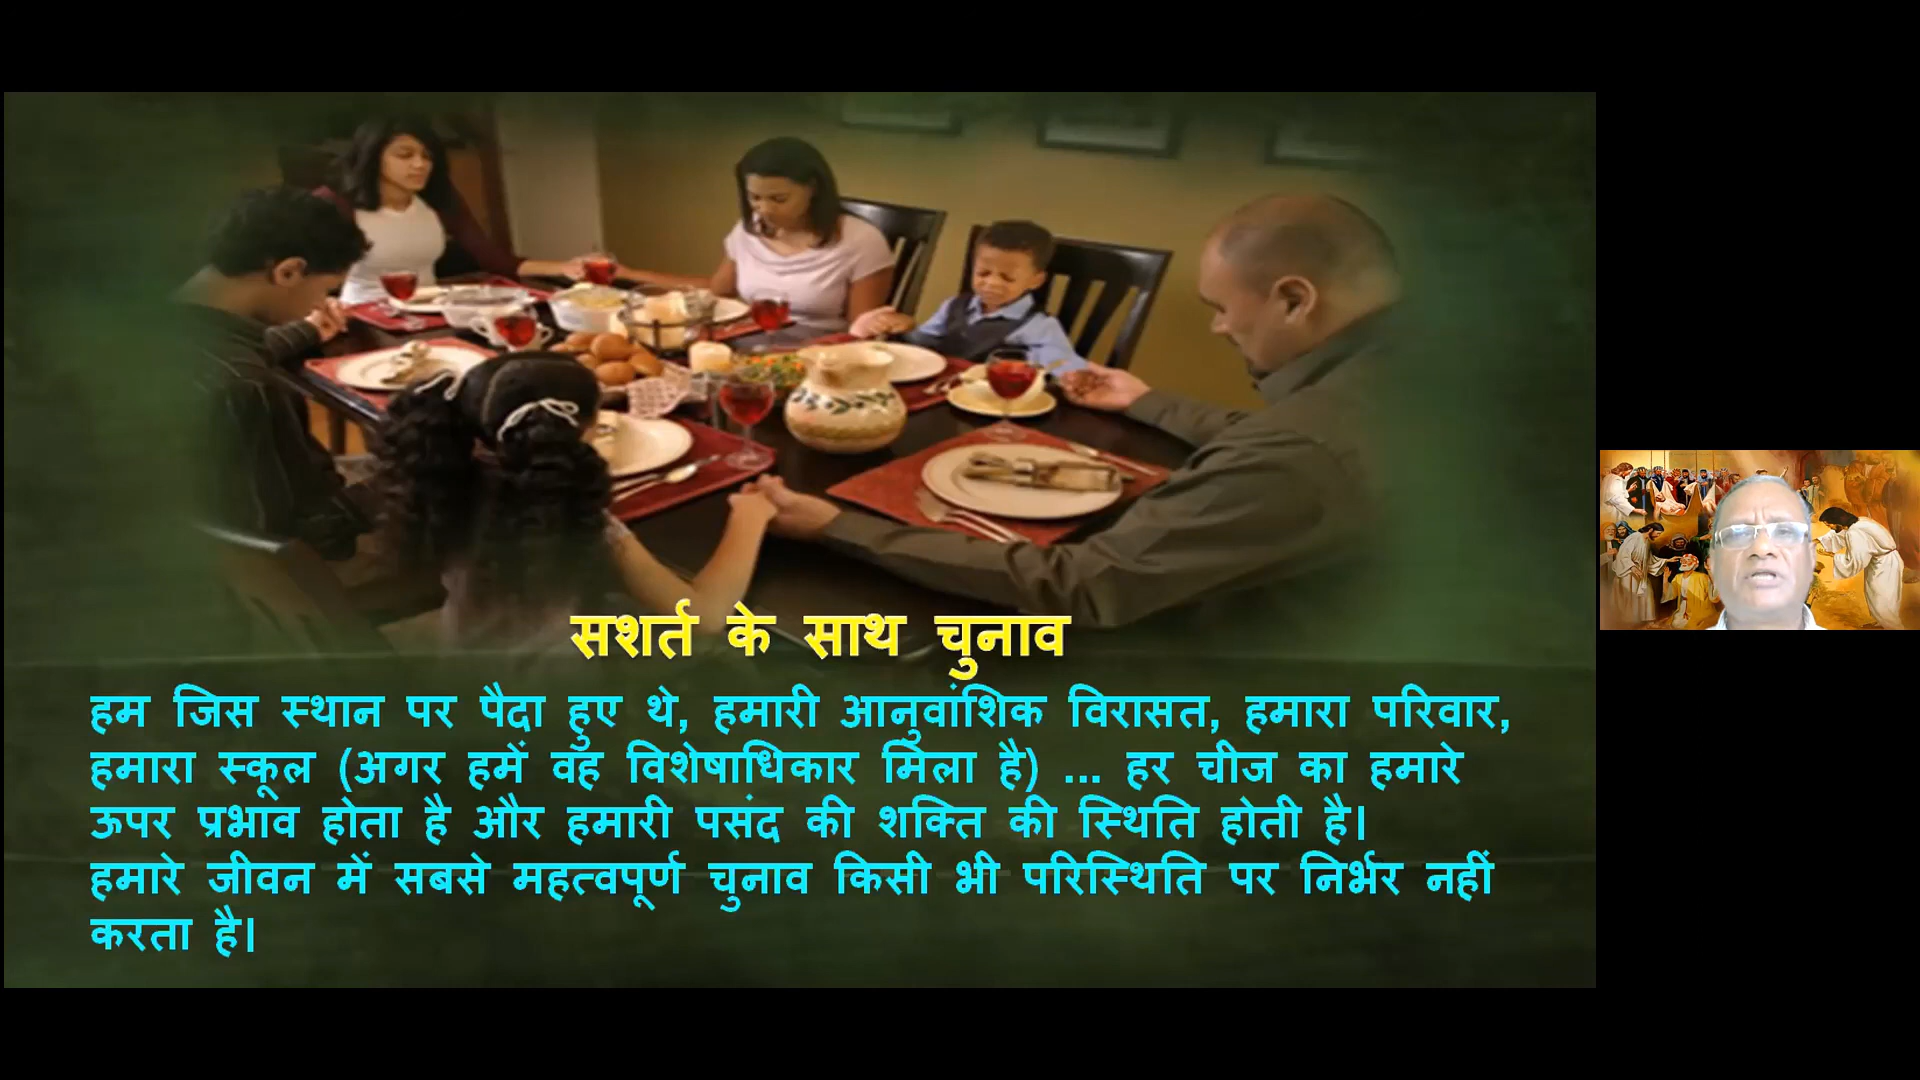 सशर्त के साथ चुनाव
हम जिस स्थान पर पैदा हुए थे, हमारी आनुवांशिक विरासत, हमारा परिवार,
हमारा स्कूल (अगर हमें वह विशेषाधिकार मिला है) ... हर चीज का हमारे
ऊपर प्रभाव होता है और हमारी पसंद की शक्ति की स्थिति होती है।
हमारे जीवन में सबसे महत्वपूर्ण चुनाव किसी भी परिस्थिति पर निर्भर नहीं
करता है।